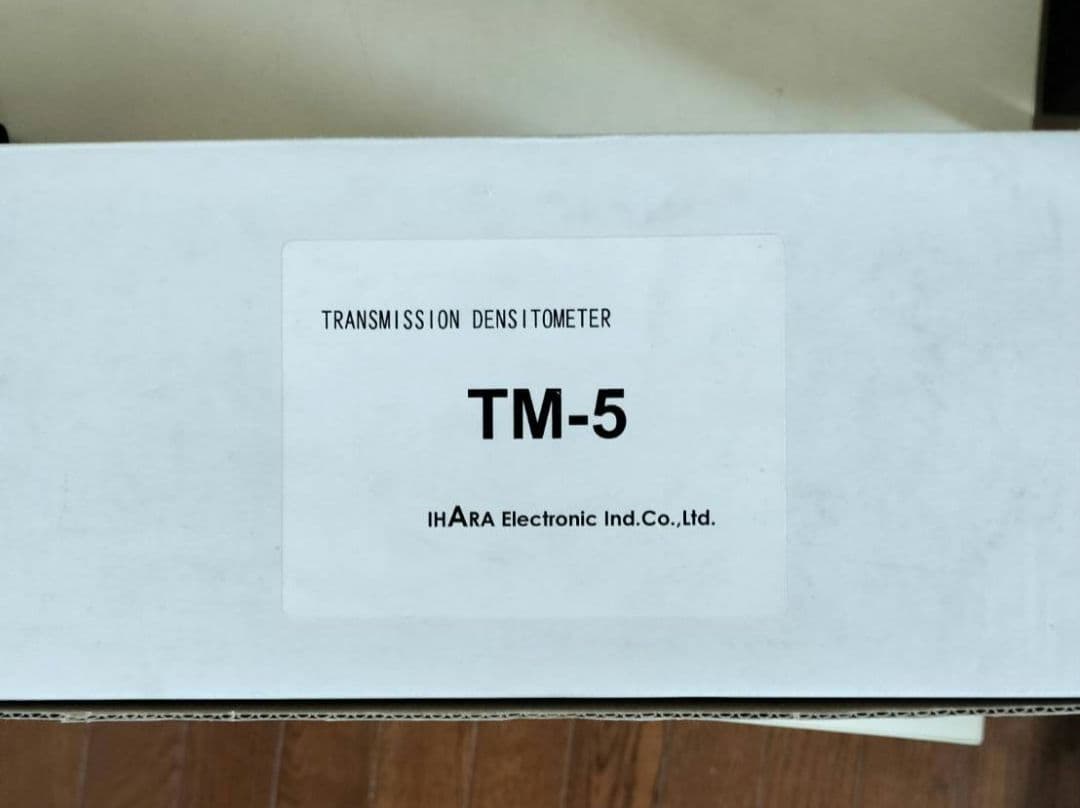 TRANSMISSION DENSITOMETER
TM-5
IHARA Electronic Ind.Co.,Ltd.